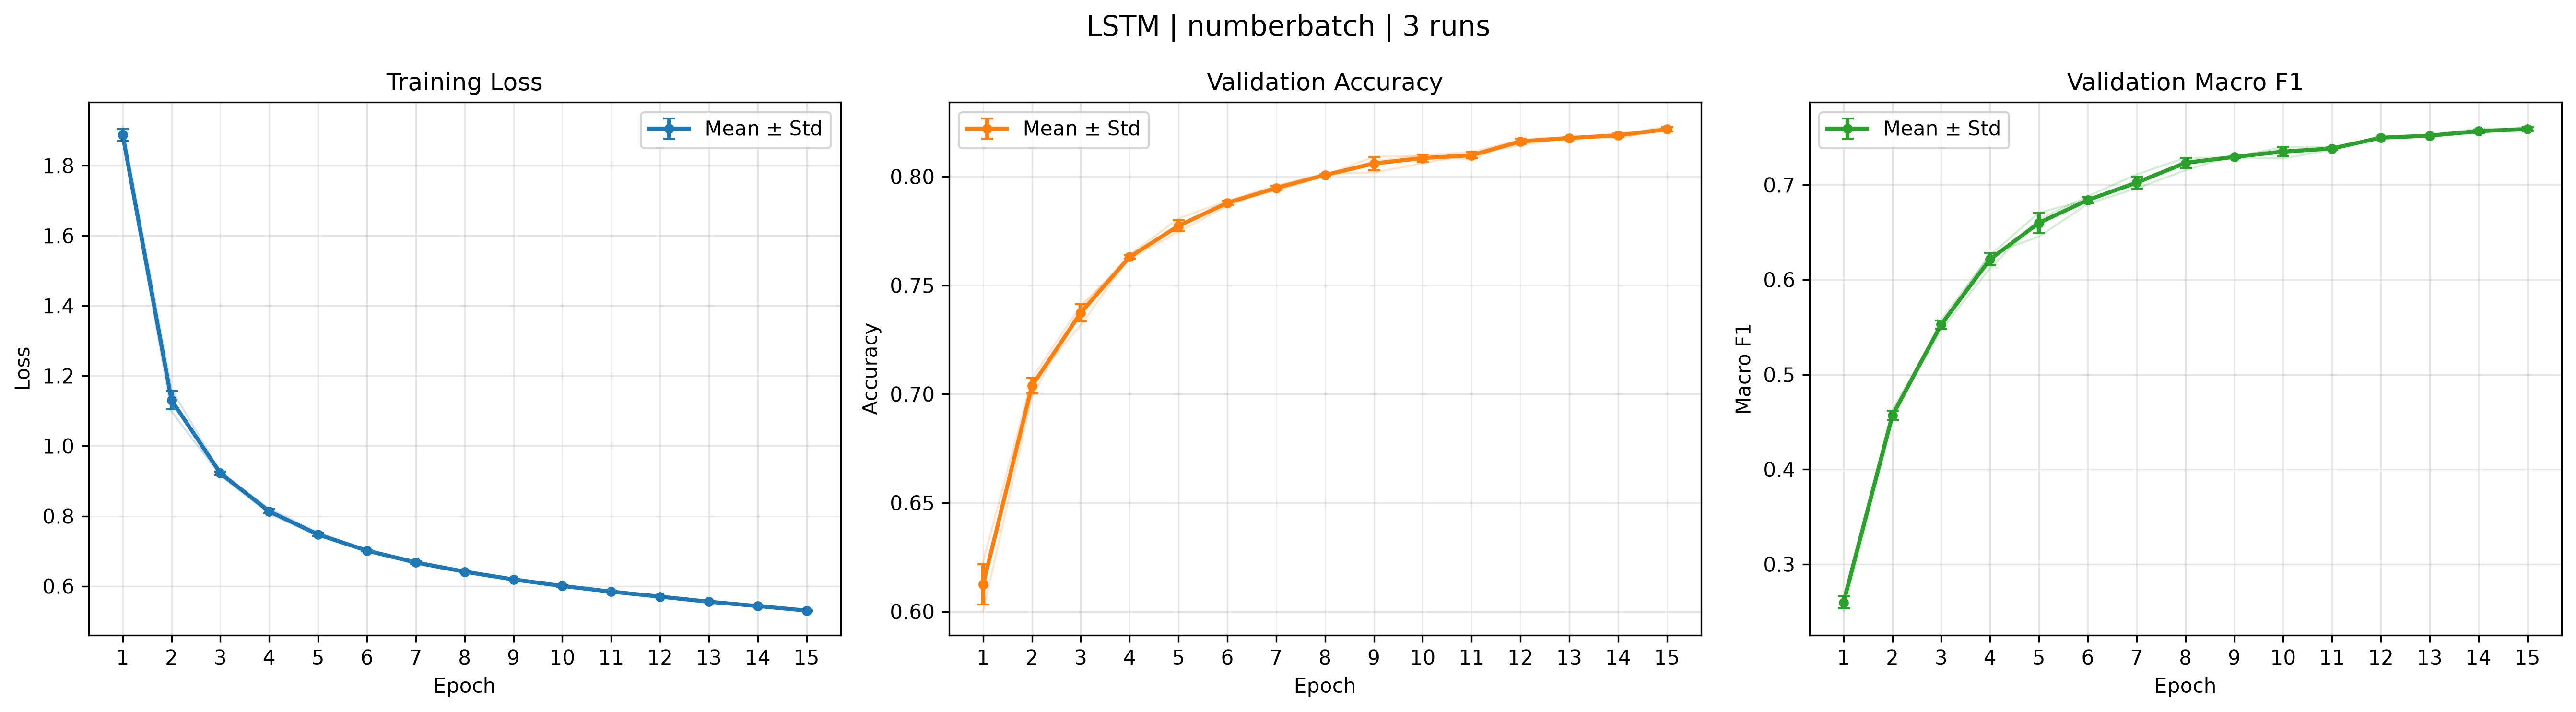 LSTM | numberbatch | 3 runs
Training Loss
Mean ± Std
Loss
1.8
1.6
1.4
1.2
1.0
0.8
0.6
1 2 3 4 5 6 7 8 9 10 11 12 13 14 15
Epoch
Validation Accuracy
Mean ± Std
Accuracy
0.80
0.75
0.70
0.65
0.60
1 2 3 4 5 6 7 8 9 10 11 12 13 14 15
Epoch
Validation Macro F1
Mean ± Std
Macro F1
0.7
0.6
0.5
0.4
0.3
1 2 3 4 5 6 7 8 9 10 11 12 13 14 15
Epoch